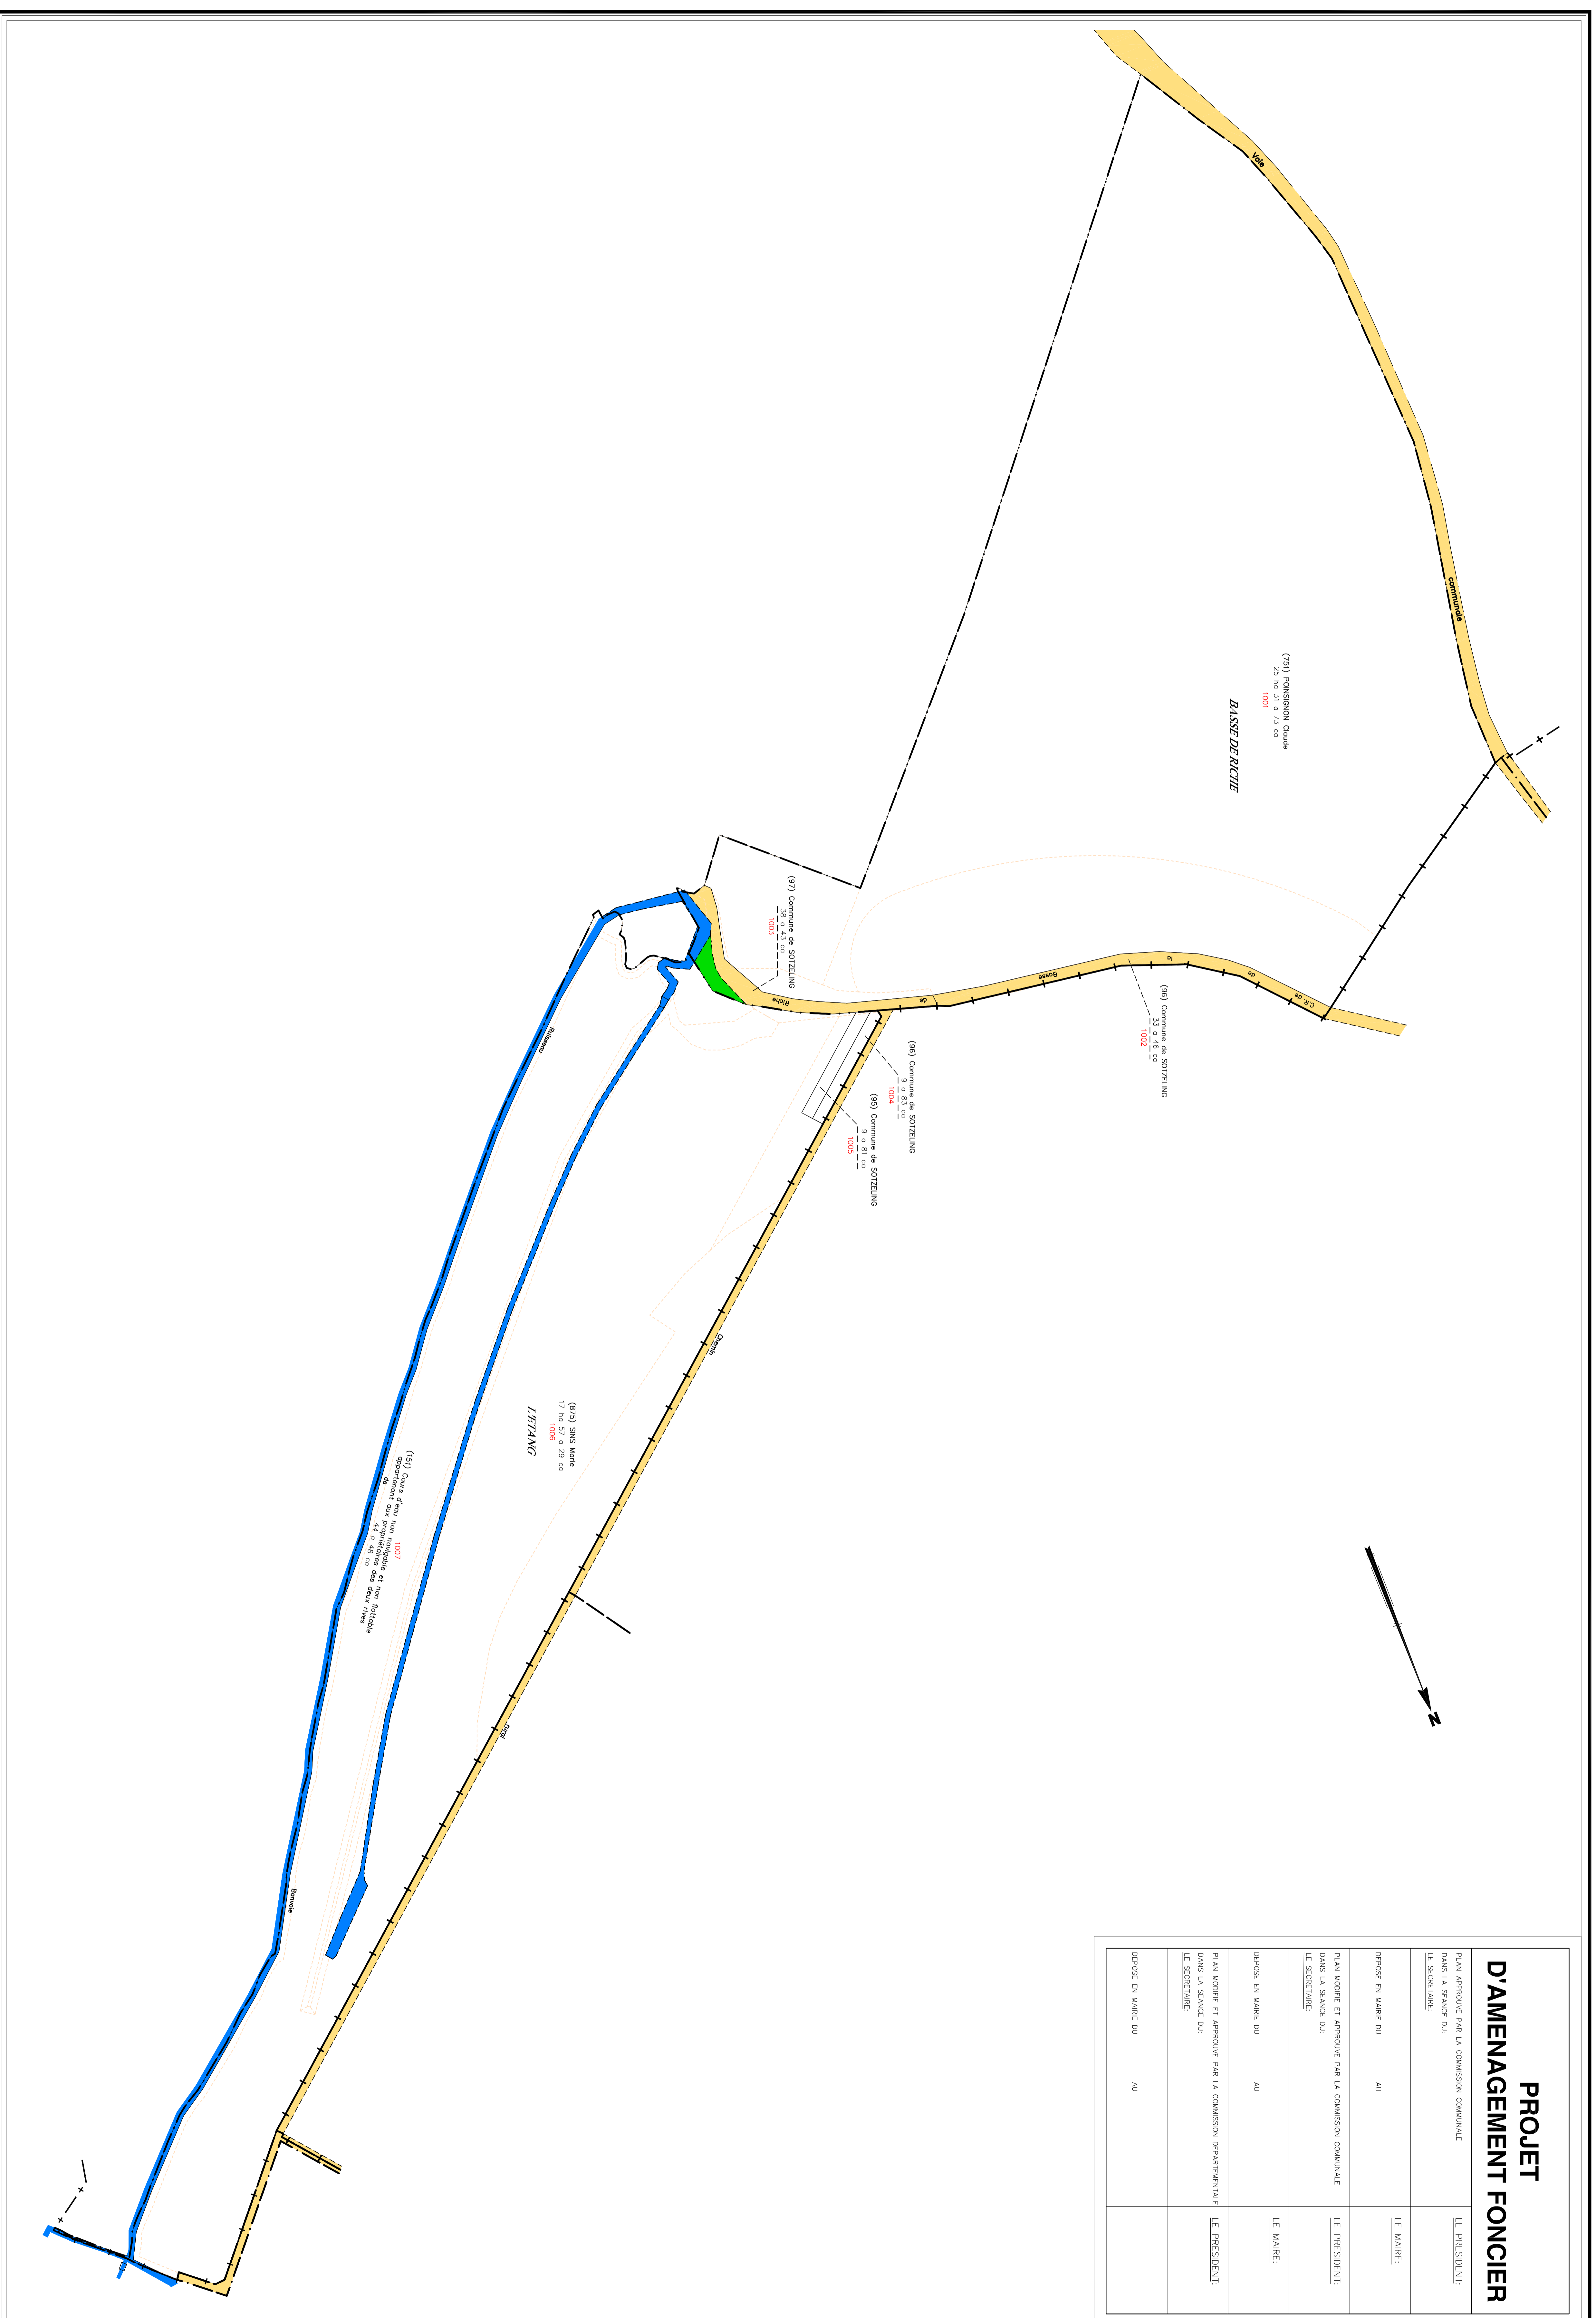 PROJET
D'AMENAGEMENT FONCIER
PLAN APPROUVE PAR LA COMMISSION COMMUNALE
DANS LA SEANCE DU:
LE SECRETAIRE:
LE PRESIDENT:
DEPOSE EN MAIRIE DU AU
LE MAIRE:
PLAN MODIFIE ET APPROUVE PAR LA COMMISSION COMMUNALE
DANS LA SEANCE DU:
LE SECRETAIRE:
LE PRESIDENT:
DEPOSE EN MAIRIE DU AU
LE MAIRE:
PLAN MODIFIE ET APPROUVE PAR LA COMMISSION DEPARTEMENTALE
DANS LA SEANCE DU:
LE SECRETAIRE:
LE PRESIDENT:
DEPOSE EN MAIRIE DU AU
Voie
communale
(751) POINSIGNON Claude
25 ha 31 a 73 ca
1001
BASSE DE RICHE
C.R. de
de
la
Basse
de
Riche
(96) Commune de SOTZELING
33 a 46 ca
1002
(97) Commune de SOTZELING
38 a 43 ca
1003
(96) Commune de SOTZELING
9 a 83 ca
1004
(95) Commune de SOTZELING
9 a 81 ca
1005
Chemin
rural
(875) SINS Marie
17 ha 57 a 29 ca
1006
L'ETANG
Ruisseau
de
Banvoie
1007
(151) Cours d'eau non navigable et non flottable
appartenant aux propriétaires des deux rives
44 a 48 ca
N